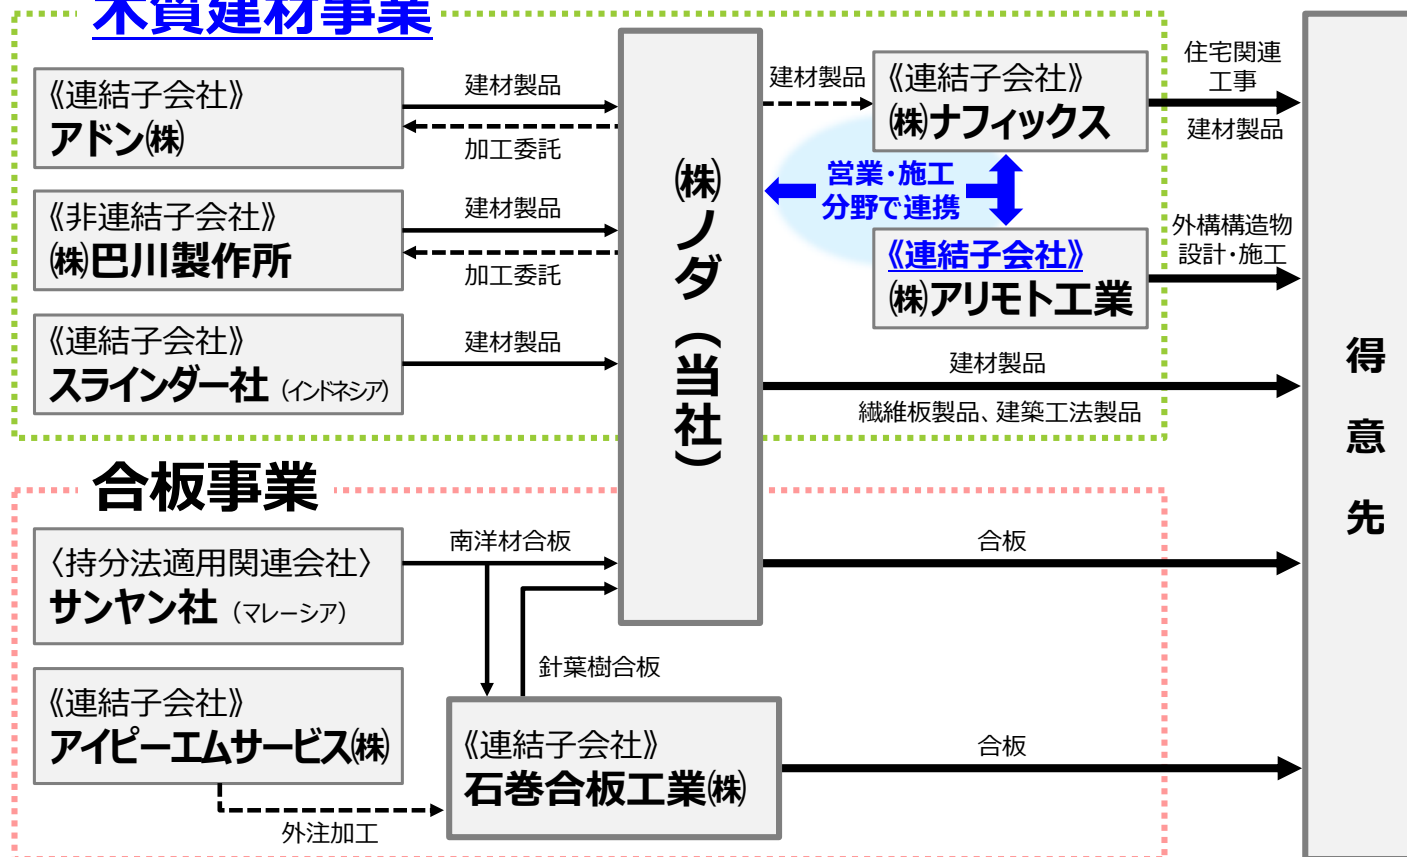 木質建材事業
《連結子会社》
アドン㈱
建材製品
加工委託
《非連結子会社》
㈱巴川製作所
建材製品
加工委託
《連結子会社》
スラインダー社（インドネシア）
建材製品
㈱ノダ（当社）
建材製品
《連結子会社》
㈱ナフィックス
住宅関連
工事
建材製品
営業・施工
分野で連携
《連結子会社》
㈱アリモト工業
外構構造物
設計・施工
建材製品
繊維板製品、建築工法製品
得意先
合板事業
〈持分法適用関連会社〉
サンヤン社（マレーシア）
南洋材合板
合板
針葉樹合板
《連結子会社》
アイピーエムサービス㈱
外注加工
《連結子会社》
石巻合板工業㈱
合板